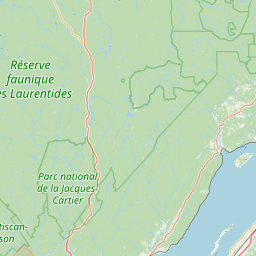 Réserve
faunique
es Laurentides
Parc national
de la Jacques-
Cartier
tiscan-
son